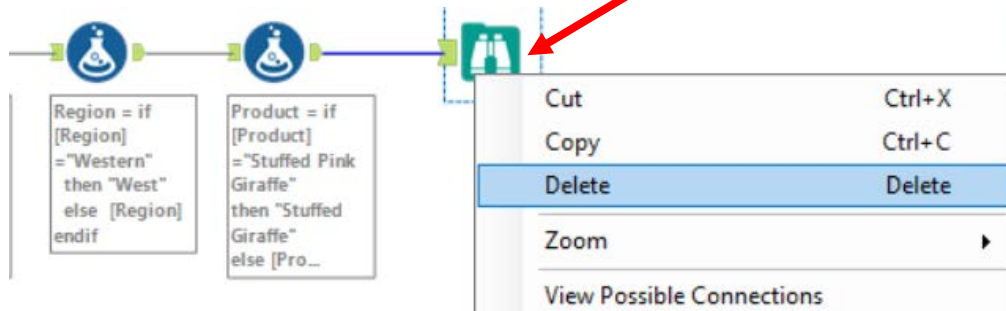 Region = if
[Region]
="Western"
then "West"
else [Region]
endif
Product = if
[Product]
="Stuffed Pink
Giraffe"
then "Stuffed
Giraffe"
else [Pro...
Cut Ctrl+X
Copy Ctrl+C
Delete Delete
Zoom
View Possible Connections